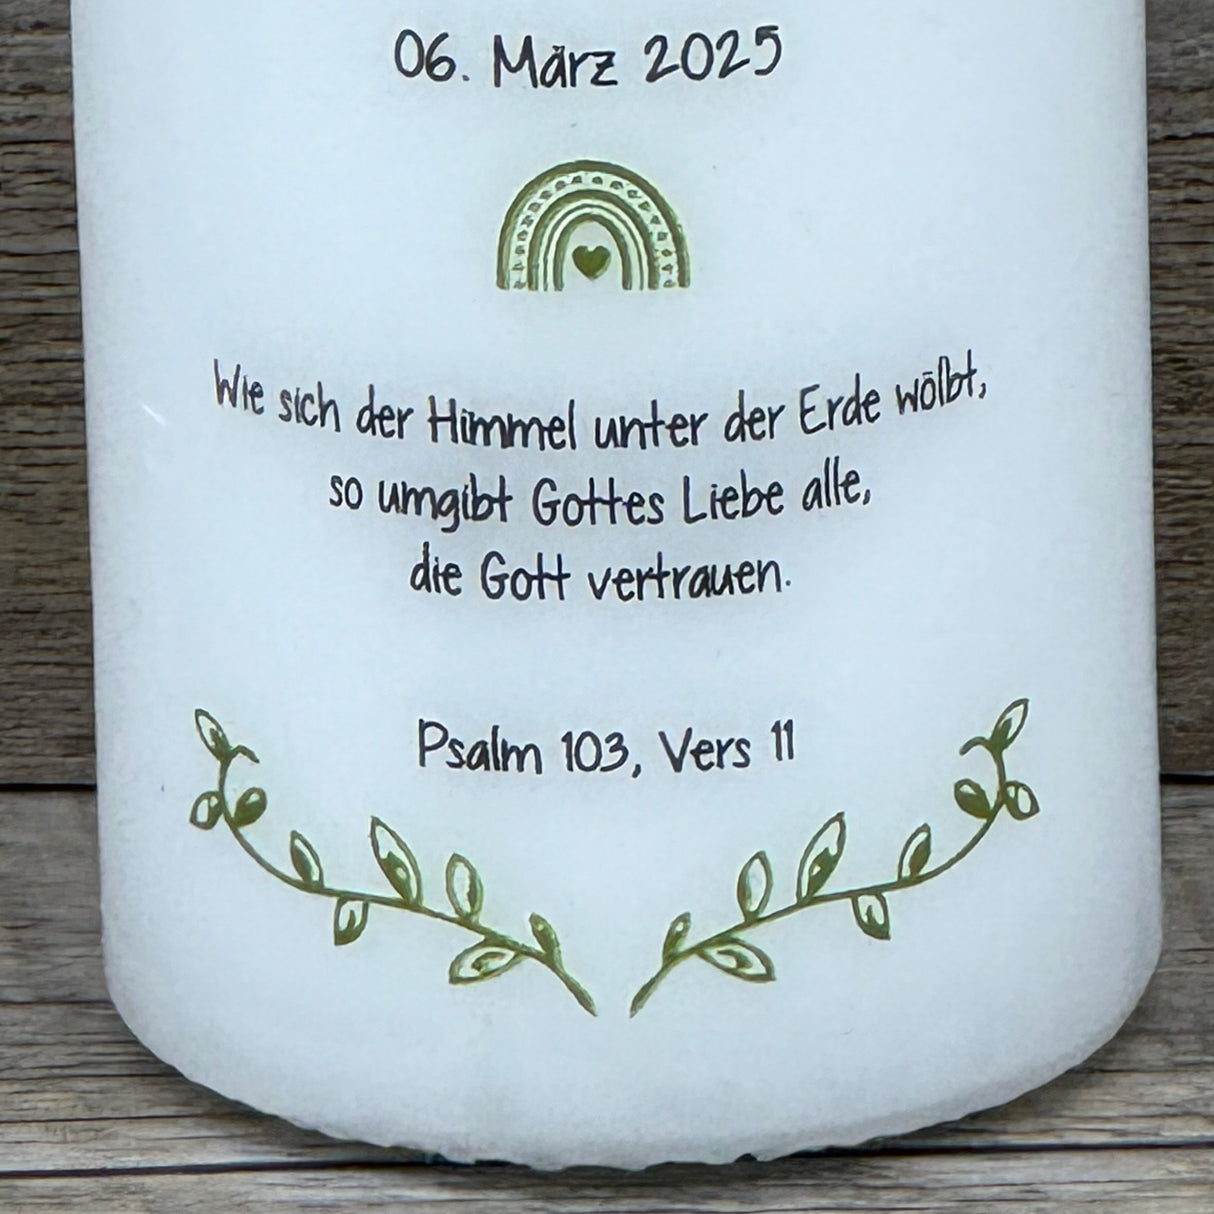 06. März 2025
Wie sich der Himmel unter der Erde wölbt,
so umgibt Gottes Liebe alle,
die Gott vertrauen.
Psalm 103, Vers 11